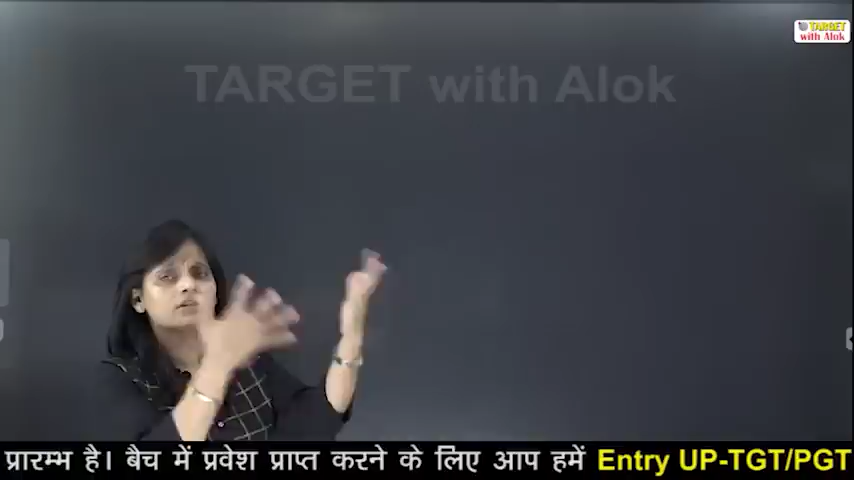 TARGET
with Alok
TARGET with Alok
प्रारम्भ है। बैच में प्रवेश प्राप्त करने के लिए आप हमें Entry UP-TGT/PGT